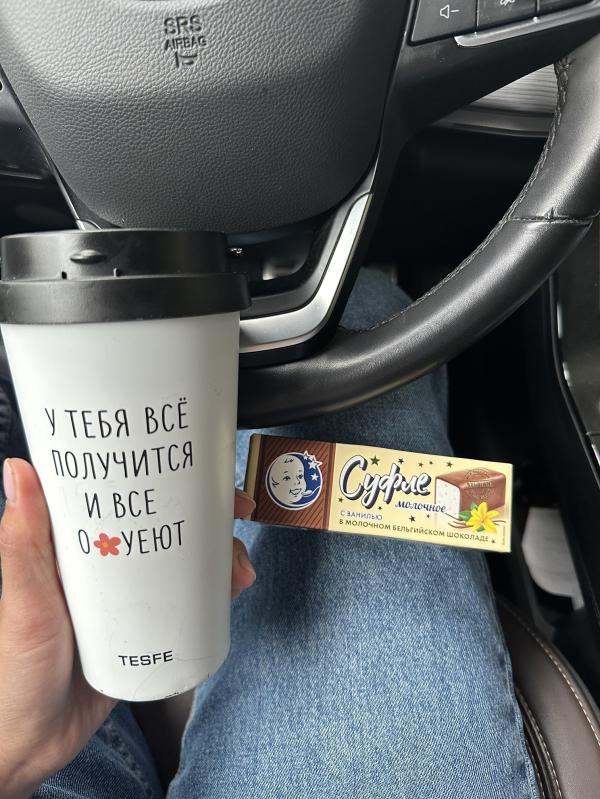 SRS
AIRBAG
У ТЕБЯ ВСЁ
ПОЛУЧИТСЯ
И ВСЕ
О УЕЮТ
TESFE
Суфле
молочное
С ВАНИЛЬЮ
В МОЛОЧНОМ БЕЛЬГИЙСКОМ ШОКОЛАДЕ